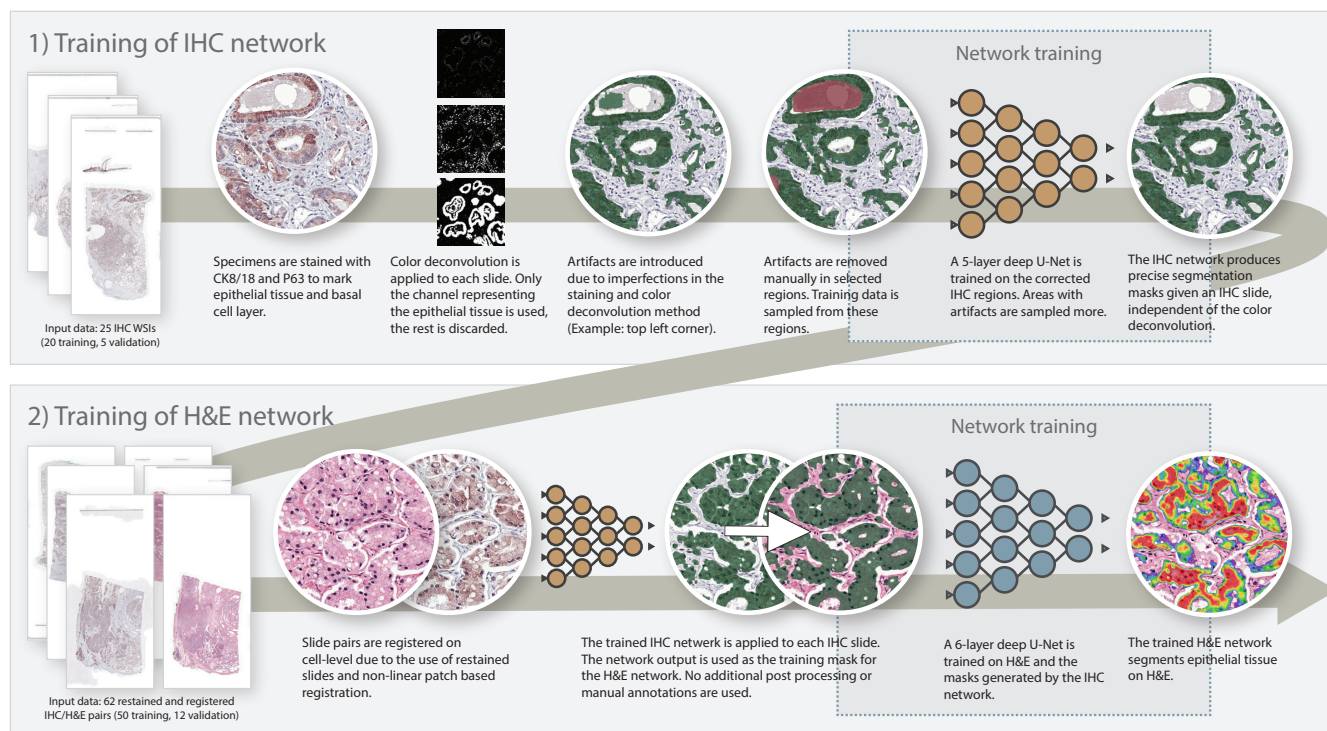 1) Training of IHC network
Network training
Input data: 25 IHC WSIs
(20 training, 5 validation)
Specimens are stained with
CK8/18 and P63 to mark
epithelial tissue and basal
cell layer.
Color deconvolution is
applied to each slide. Only
the channel representing
the epithelial tissue is used,
the rest is discarded.
Artifacts are introduced
due to imperfections in the
staining and color
deconvolution method
(Example: top left corner).
Artifacts are removed
manually in selected
regions. Training data is
sampled from these
regions.
A 5-layer deep U-Net is
trained on the corrected
IHC regions. Areas with
artifacts are sampled more.
The IHC network produces
precise segmentation
masks given an IHC slide,
independent of the color
deconvolution.
2) Training of H&E network
Network training
Input data: 62 restained and registered
IHC/H&E pairs (50 training, 12 validation)
Slide pairs are registered on
cell-level due to the use of restained
slides and non-linear patch based
registration.
The trained IHC netwerk is applied to each IHC slide.
The network output is used as the training mask for
the H&E network. No additional post processing or
manual annotations are used.
A 6-layer deep U-Net is
trained on H&E and the
masks generated by the IHC
network.
The trained H&E network
segments epithelial tissue
on H&E.